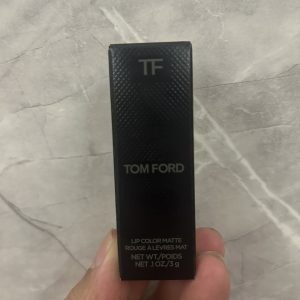 TF
TOM FORD
LIP COLOR MATTE
ROUGE À LÈVRES MAT
NET WT./POIDS
NET .1 OZ/3 g